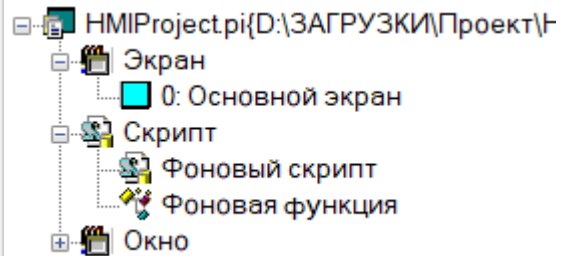 HMIProject.pi{D:\ЗАГРУЗКИ\Проект\H
Экран
0: Основной экран
Скрипт
Фоновый скрипт
Фоновая функция
Окно